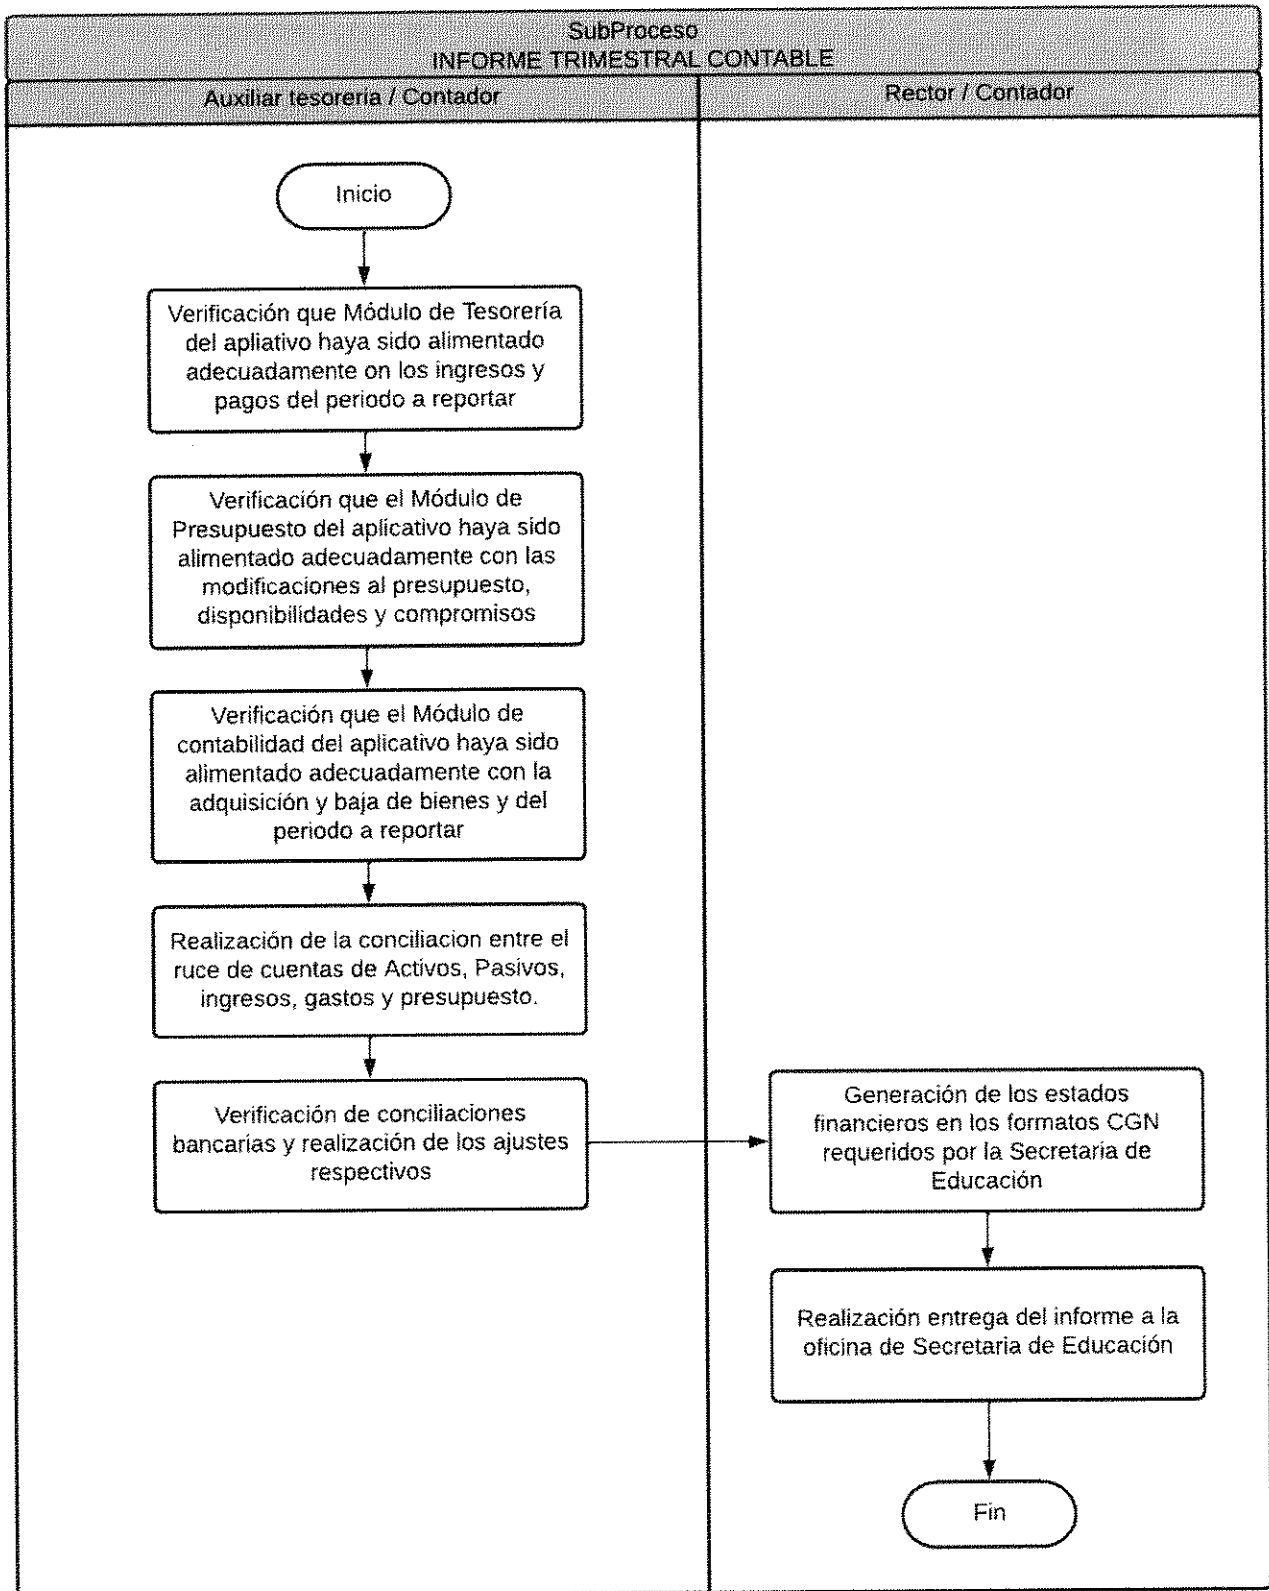 SubProceso
INFORME TRIMESTRAL CONTABLE
Auxiliar tesoreria / Contador
Rector / Contador
Inicio
Verificación que Módulo de Tesorería
del apliativo haya sido alimentado
adecuadamente on los ingresos y
pagos del periodo a reportar
Verificación que el Módulo de
Presupuesto del aplicativo haya sido
alimentado adecuadamente con las
modificaciones al presupuesto,
disponibilidades y compromisos
Verificación que el Módulo de
contabilidad del aplicativo haya sido
alimentado adecuadamente con la
adquisición y baja de bienes y del
periodo a reportar
Realización de la conciliacion entre el
ruce de cuentas de Activos, Pasivos,
ingresos, gastos y presupuesto.
Verificación de conciliaciones
bancarias y realización de los ajustes
respectivos
Generación de los estados
financieros en los formatos CGN
requeridos por la Secretaria de
Educación
Realización entrega del informe a la
oficina de Secretaria de Educación
Fin